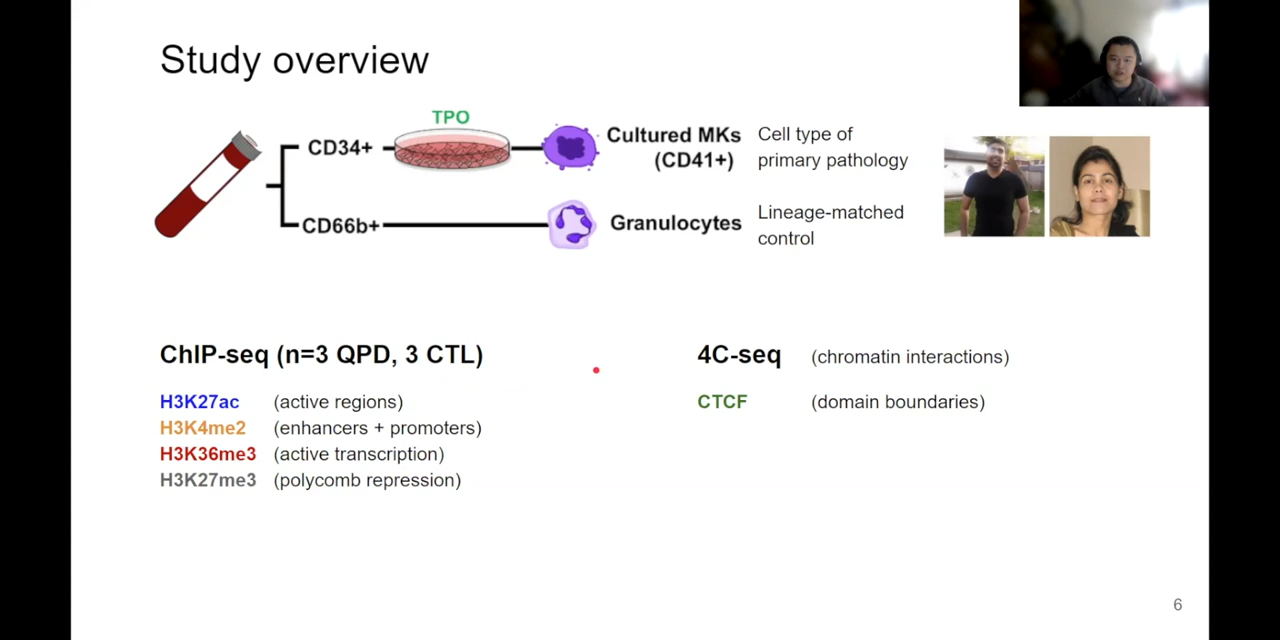 Study overview
TPO
CD34+
Cultured MKs
(CD41+)
Cell type of
primary pathology
CD66b+
Granulocytes
Lineage-matched
control
ChIP-seq (n=3 QPD, 3 CTL)
H3K27ac (active regions)
H3K4me2 (enhancers + promoters)
H3K36me3 (active transcription)
H3K27me3 (polycomb repression)
4C-seq (chromatin interactions)
CTCF (domain boundaries)
6